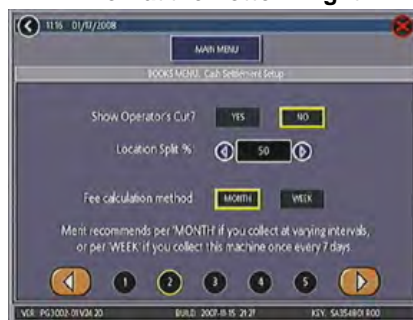 11:16 01/17/2008
MAIN MENU
BOOKS MENU, Cash Settlement Setup
Show Operator's Cut?
YES
NO
Location Split %:
50
Fee calculation method
MONTH
WEEK
Merit recommends per 'MONTH' if you collect at varying intervals,
or per 'WEEK' if you collect this machine once every 7 days.
1 2 3 4 5
VER: PG3002-01V24.20 BUILD: 2007-11-15 21:27 KEY: SA354801 R00